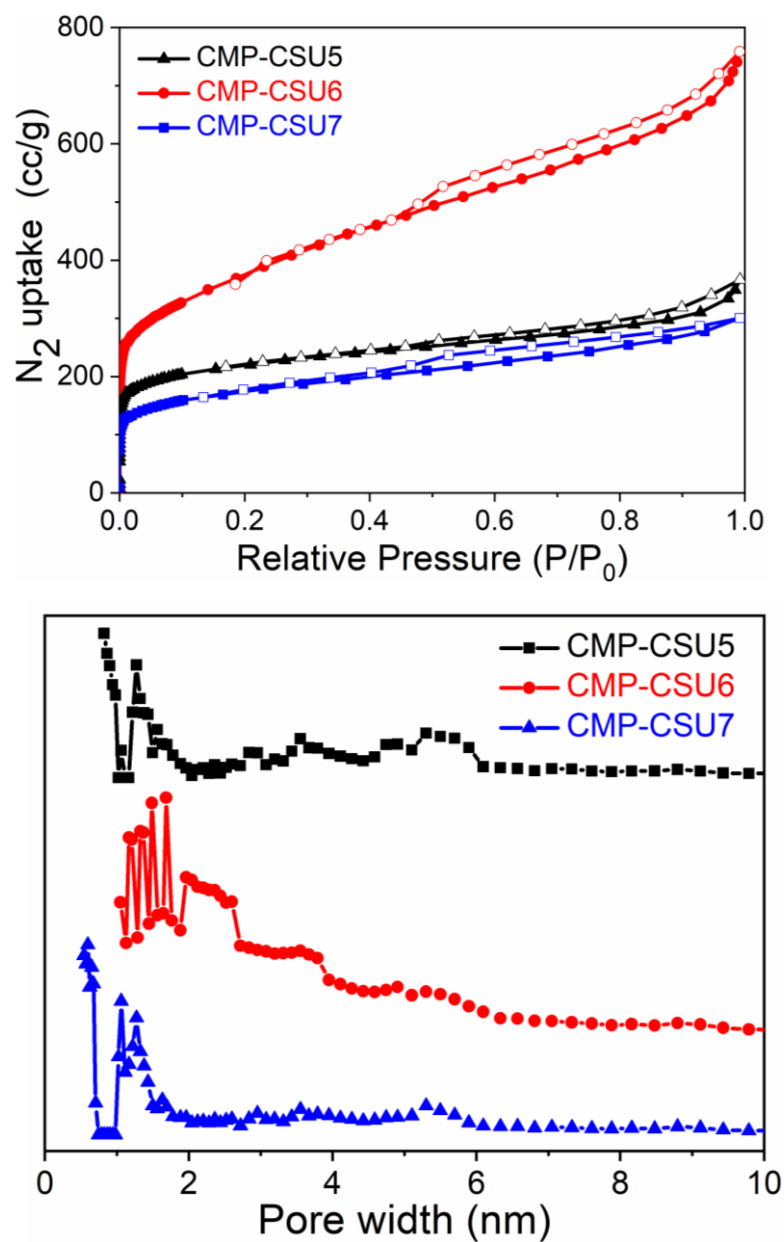 800
600
400
200
0
N2 uptake (cc/g)
CMP-CSU5
CMP-CSU6
CMP-CSU7
0.0 0.2 0.4 0.6 0.8 1.0
Relative Pressure (P/P0)
CMP-CSU5
CMP-CSU6
CMP-CSU7
0 2 4 6 8 10
Pore width (nm)